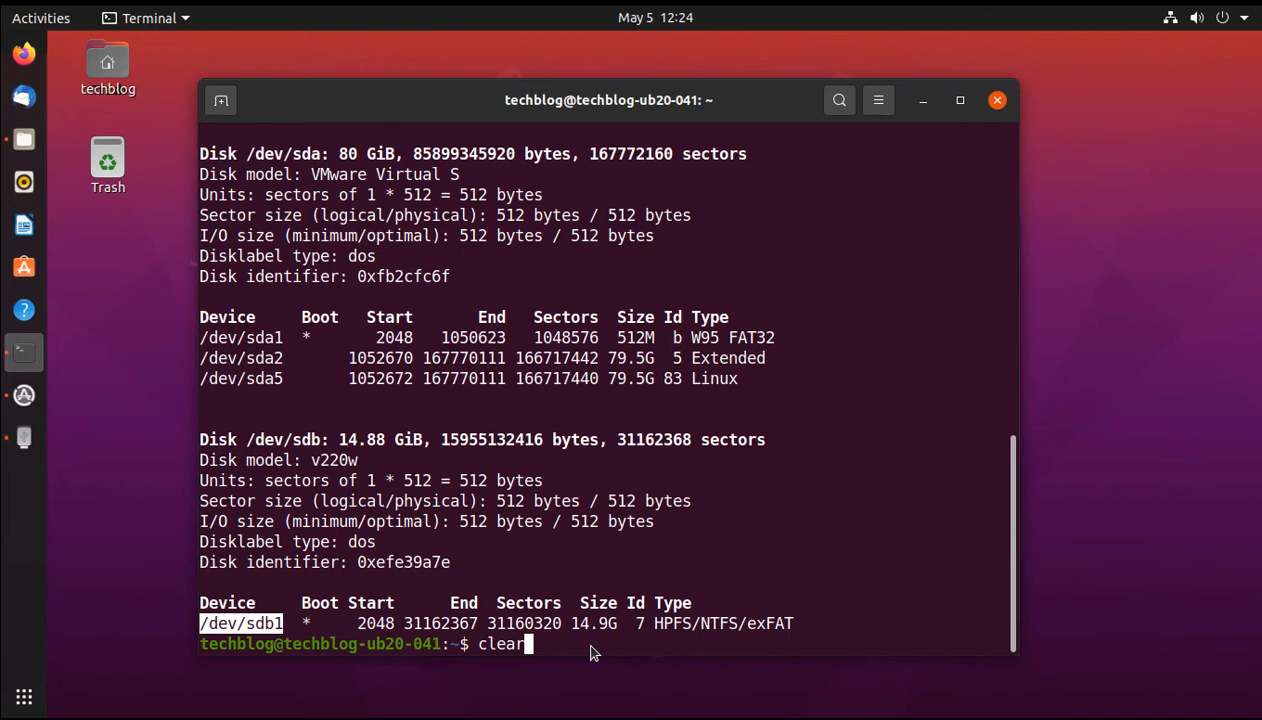 Activities Terminal May 5 12:24
techblog
Trash
techblog@techblog-ub20-041: ~
Disk /dev/sda: 80 GiB, 85899345920 bytes, 167772160 sectors
Disk model: VMware Virtual S
Units: sectors of 1 * 512 = 512 bytes
Sector size (logical/physical): 512 bytes / 512 bytes
I/O size (minimum/optimal): 512 bytes / 512 bytes
Disklabel type: dos
Disk identifier: 0xfb2cfc6f
Device Boot Start End Sectors Size Id Type
/dev/sda1 * 2048 1050623 1048576 512M b W95 FAT32
/dev/sda2 1052670 167770111 166717442 79.5G 5 Extended
/dev/sda5 1052672 167770111 166717440 79.5G 83 Linux
Disk /dev/sdb: 14.88 GiB, 15955132416 bytes, 31162368 sectors
Disk model: v220w
Units: sectors of 1 * 512 = 512 bytes
Sector size (logical/physical): 512 bytes / 512 bytes
I/O size (minimum/optimal): 512 bytes / 512 bytes
Disklabel type: dos
Disk identifier: 0xefe39a7e
Device Boot Start End Sectors Size Id Type
/dev/sdb1 * 2048 31162367 31160320 14.9G 7 HPFS/NTFS/exFAT
techblog@techblog-ub20-041:~$ clear